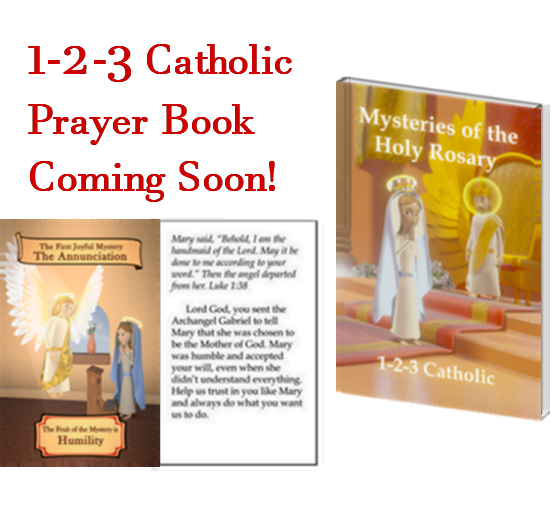 1-2-3 Catholic
Prayer Book
Coming Soon!
Mysteries of the
Holy Rosary
1-2-3 Catholic
The First Joyful Mystery
The Annunciation
The Fruit of the Mystery is
Humility
Mary said, "Behold, I am the
handmaid of the Lord. May it be
done to me according to your
word." Then the angel departed
from her. Luke 1:38
Lord God, you sent the
Archangel Gabriel to tell
Mary that she was chosen to
be the Mother of God. Mary
was humble and accepted
your will, even when she
didn't understand everything.
Help us trust in you like Mary
and always do what you want
us to do.